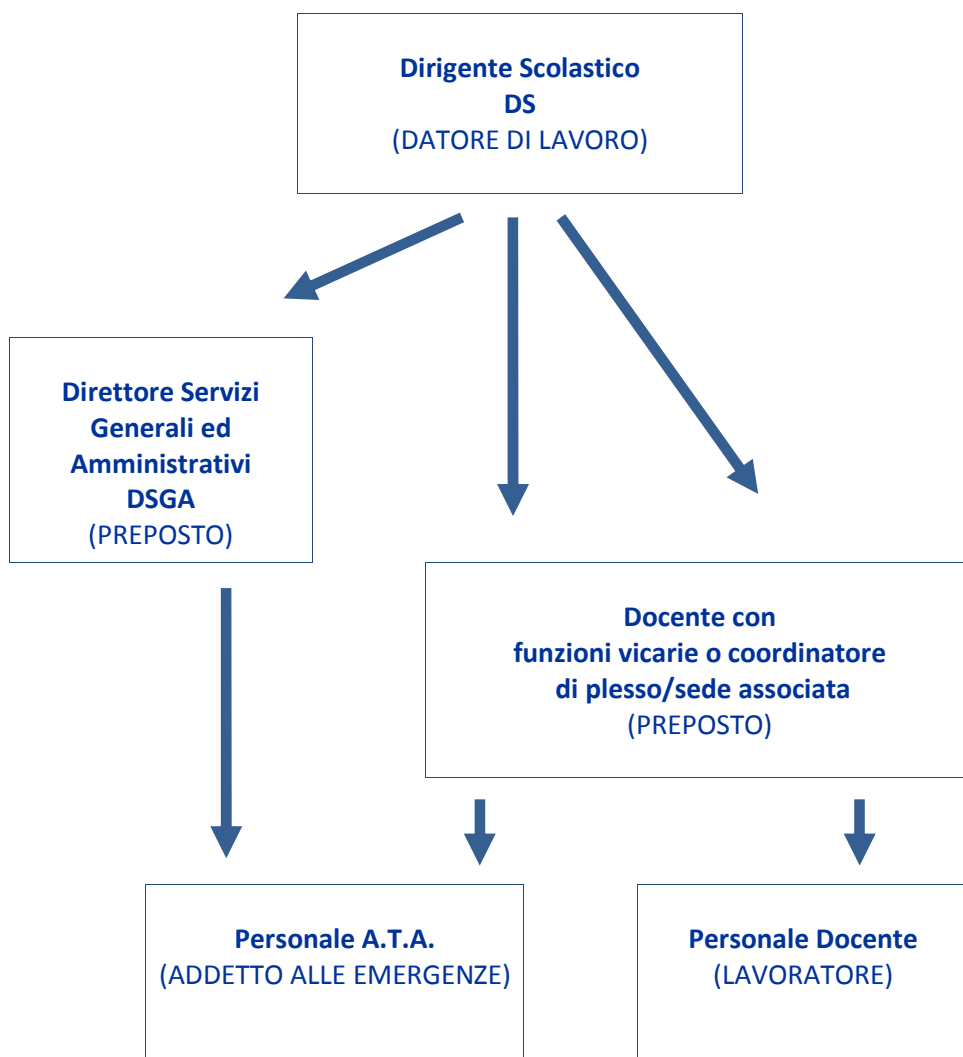 Dirigente Scolastico
DS
(DATORE DI LAVORO)
Direttore Servizi
Generali ed
Amministrativi
DSGA
(PREPOSTO)
Docente con
funzioni vicarie o coordinatore
di plesso/sede associata
(PREPOSTO)
Personale A.T.A.
(ADDETTO ALLE EMERGENZE)
Personale Docente
(LAVORATORE)